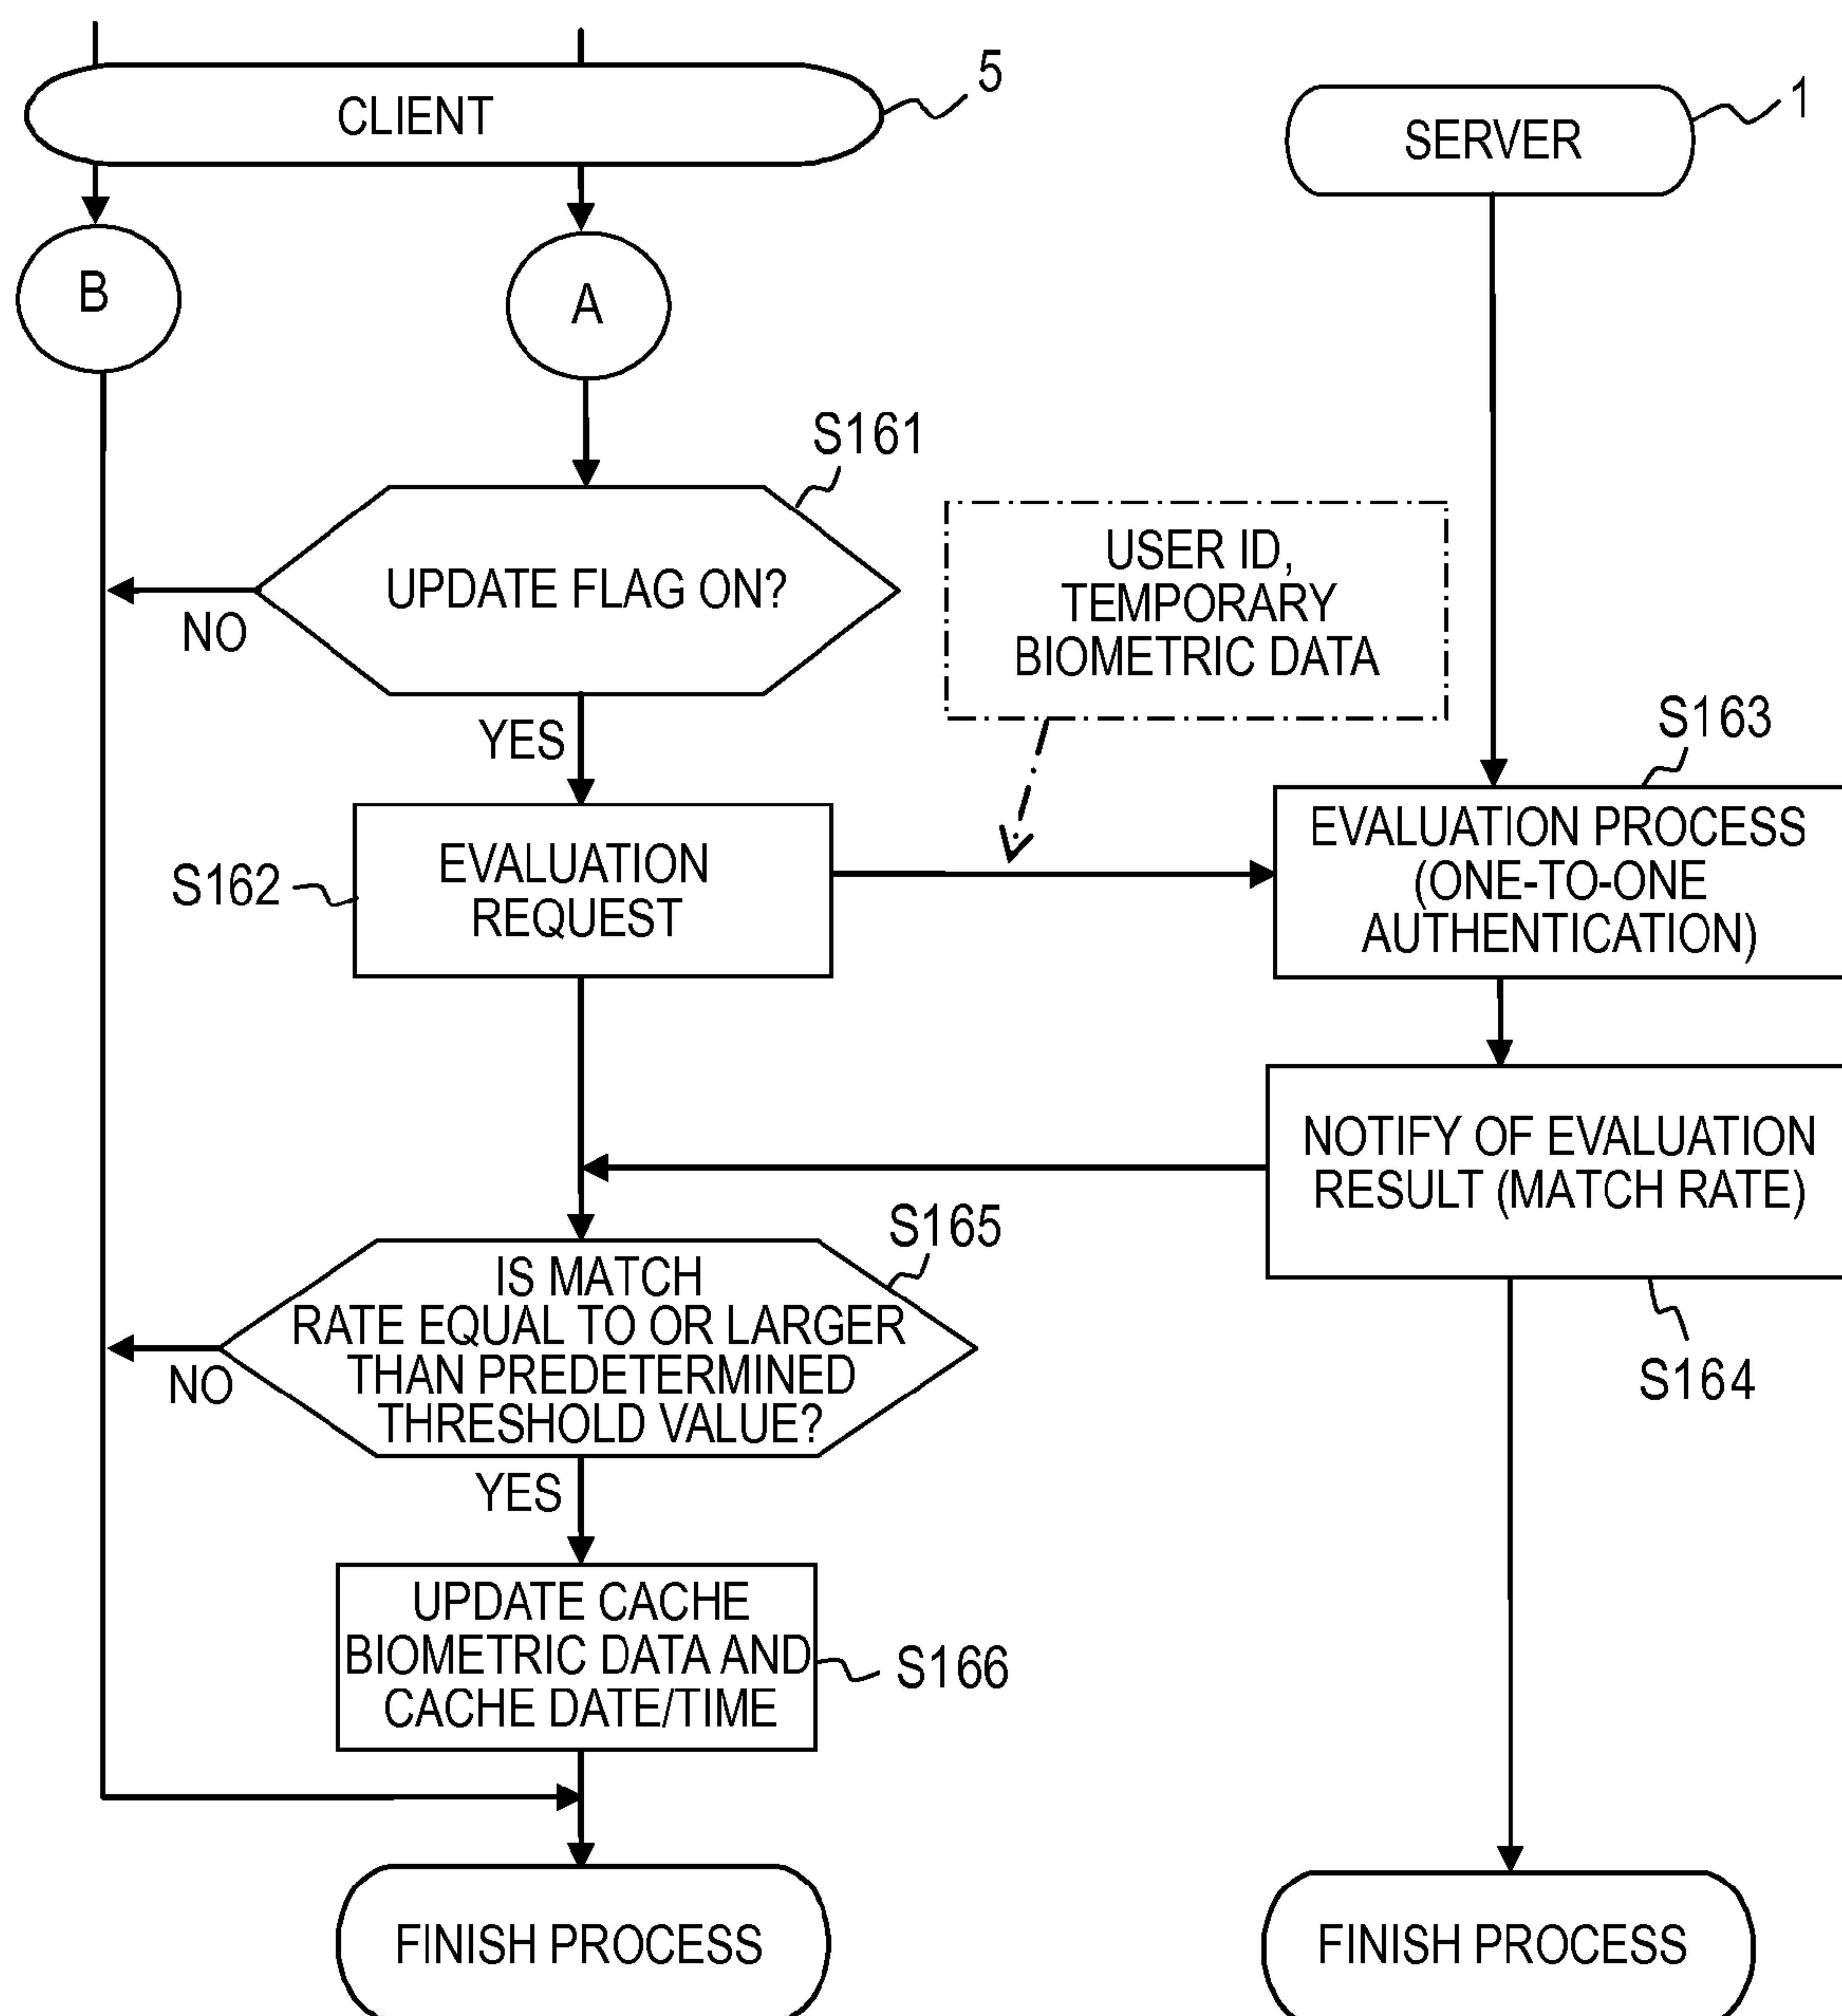 CLIENT
5
SERVER
1
B
A
S161
UPDATE FLAG ON?
NO
YES
USER ID,
TEMPORARY
BIOMETRIC DATA
S162
EVALUATION
REQUEST
S163
EVALUATION PROCESS
(ONE-TO-ONE
AUTHENTICATION)
NOTIFY OF EVALUATION
RESULT (MATCH RATE)
S164
S165
IS MATCH
RATE EQUAL TO OR LARGER
THAN PREDETERMINED
THRESHOLD VALUE?
NO
YES
UPDATE CACHE
BIOMETRIC DATA AND
CACHE DATE/TIME
S166
FINISH PROCESS
FINISH PROCESS